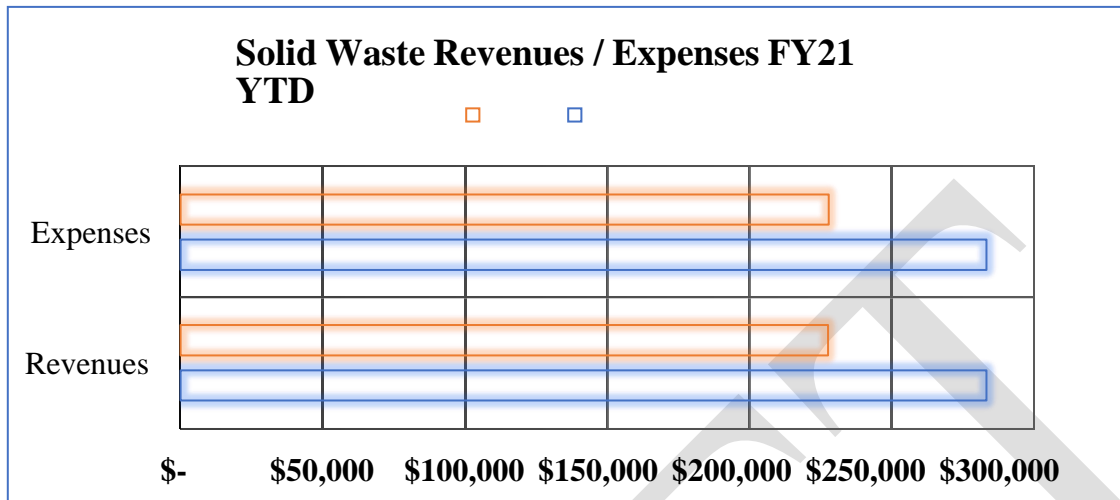 Solid Waste Revenues / Expenses FY21
YTD
Expenses
Revenues
$- $50,000 $100,000 $150,000 $200,000 $250,000 $300,000